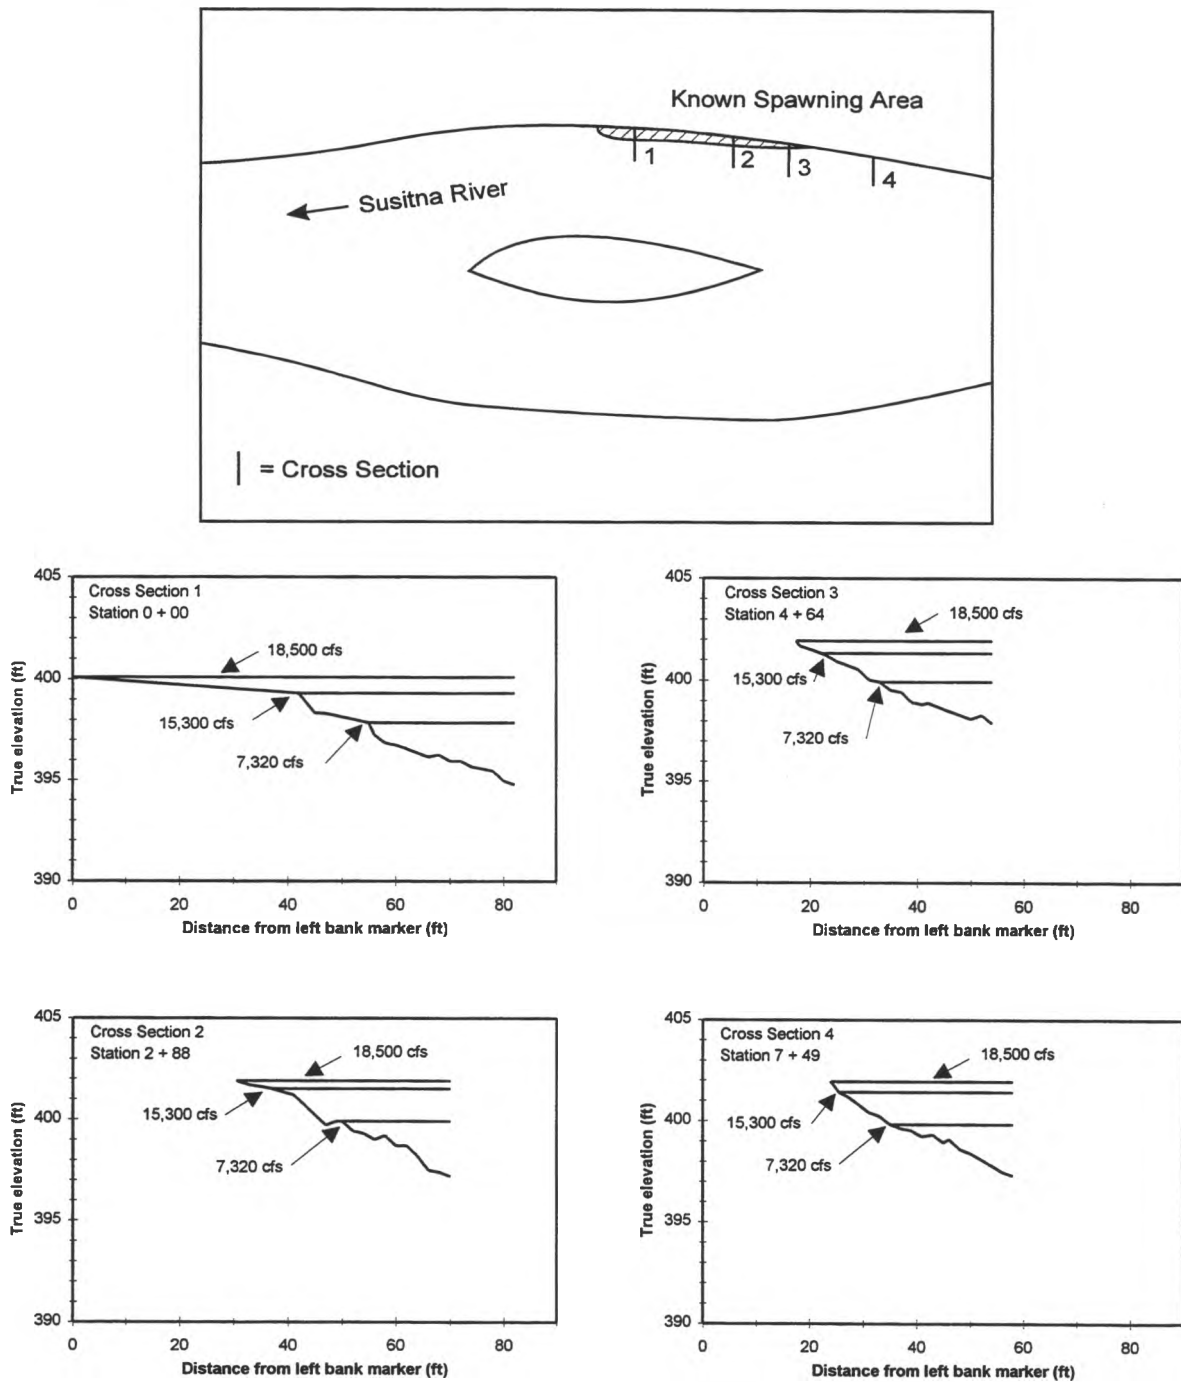 Known Spawning Area
1
2
3
4
Susitna River
= Cross Section
405
400
395
390
True elevation (ft)
Cross Section 1
Station 0 + 00
18,500 cfs
15,300 cfs
7,320 cfs
0
20
40
60
80
Distance from left bank marker (ft)
405
400
395
390
True elevation (ft)
Cross Section 3
Station 4 + 64
18,500 cfs
15,300 cfs
7,320 cfs
0
20
40
60
80
Distance from left bank marker (ft)
405
400
395
390
True elevation (ft)
Cross Section 2
Station 2 + 88
18,500 cfs
15,300 cfs
7,320 cfs
0
20
40
60
80
Distance from left bank marker (ft)
405
400
395
390
True elevation (ft)
Cross Section 4
Station 7 + 49
18,500 cfs
15,300 cfs
7,320 cfs
0
20
40
60
80
Distance from left bank marker (ft)